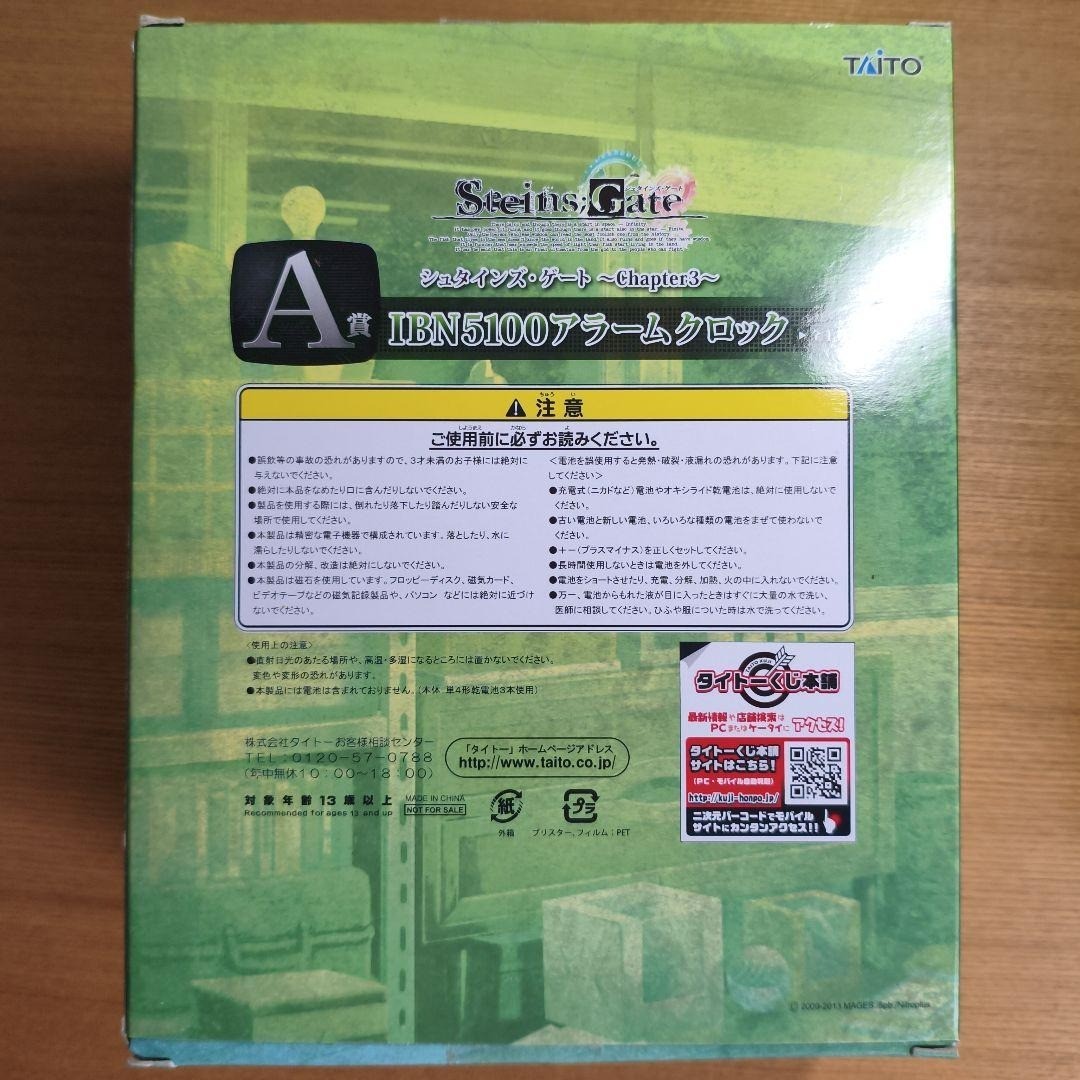 TAITO
Steins;Gate
シュタインズ・ゲート
シュタインズ・ゲート ～Chapter3～
A賞
IBN5100アラームクロック
注意
ご使用前に必ずお読みください。
●誤飲等の事故の恐れがありますので、3才未満のお子様には絶対に
与えないでください。
●絶対に本品をなめたり口に含んだりしないでください。
●製品を使用する際には、倒れたり落下したり踏んだりしない安全な
場所で使用してください。
●本製品は精密な電子機器で構成されています。落としたり、水に
濡らしたりしないでください。
●本製品の分解、改造は絶対にしないでください。
●本製品は磁石を使用しています。フロッピーディスク、磁気カード、
ビデオテープなどの磁気記録製品や、パソコン などには絶対に近づけ
ないでください。
＜電池を誤使用すると発熱・破裂・液漏れの恐れがあります。下記に注意
してください＞
●充電式(ニカドなど)電池やオキシライド乾電池は、絶対に使用しないで
ください。
●古い電池と新しい電池、いろいろな種類の電池をまぜて使わないで
ください。
●＋−(プラスマイナス)を正しくセットしてください。
●長時間使用しないときは電池を外してください。
●電池をショートさせたり、充電、分解、加熱、火の中に入れないでください。
●万一、電池からもれた液が目に入ったときはすぐに大量の水で洗い、
医師に相談してください。ひふや服についた時は水で洗ってください。
〈使用上の注意〉
●直射日光のあたる場所や、高温・多湿になるところには置かないでください。
変色や変形の恐れがあります。
●本製品には電池は含まれておりません。(本体：単4形乾電池3本使用)
株式会社タイトーお客様相談センター
TEL：0120-57-0788
(年中無休10：00〜18：00)
「タイトー」ホームページアドレス
http://www.taito.co.jp/
対象年齢13歳以上
Recommended for ages 13 and up
MADE IN CHINA
NOT FOR SALE
紙
外箱
プラ
ブリスター、フィルム：PET
TAITO KUJI
タイトーくじ本舗
最新情報や店舗検索は
PCまたはケータイに
アクセス!
タイトーくじ本舗
サイトはこちら!
(PC・モバイル自動判別)
http://kuji-honpo.jp/
二次元バーコードでモバイル
サイトにカンタンアクセス!!
© 2009-2013 MAGES./5pb./Nitroplus